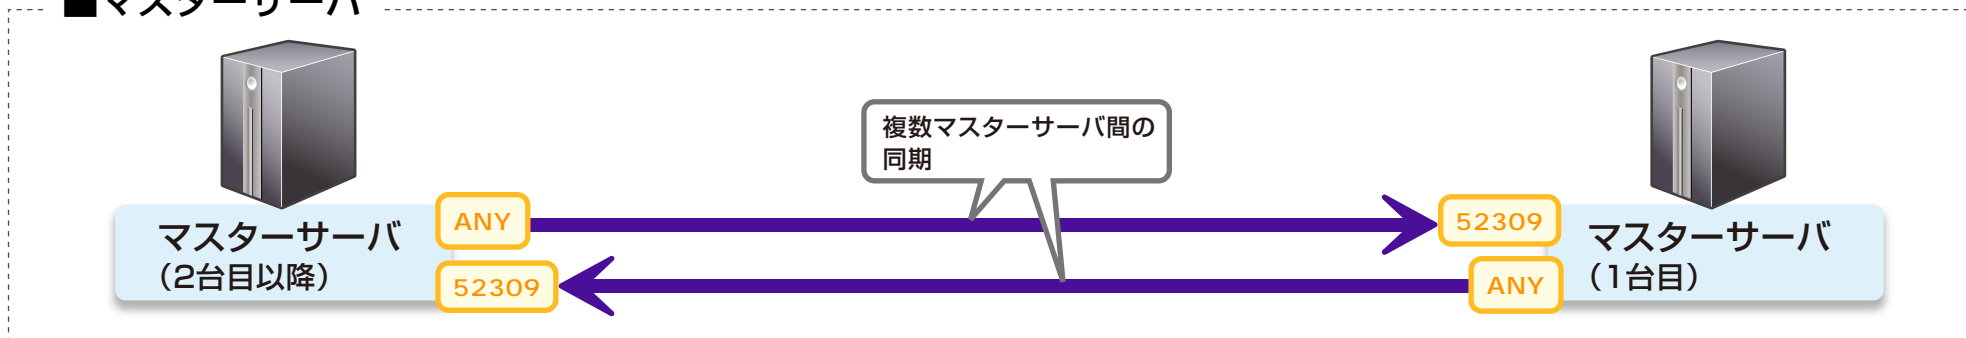 ■マスターサーバ
複数マスターサーバ間の
同期
ANY
52309
マスターサーバ
（2台目以降）
52309
ANY
マスターサーバ
（1台目）